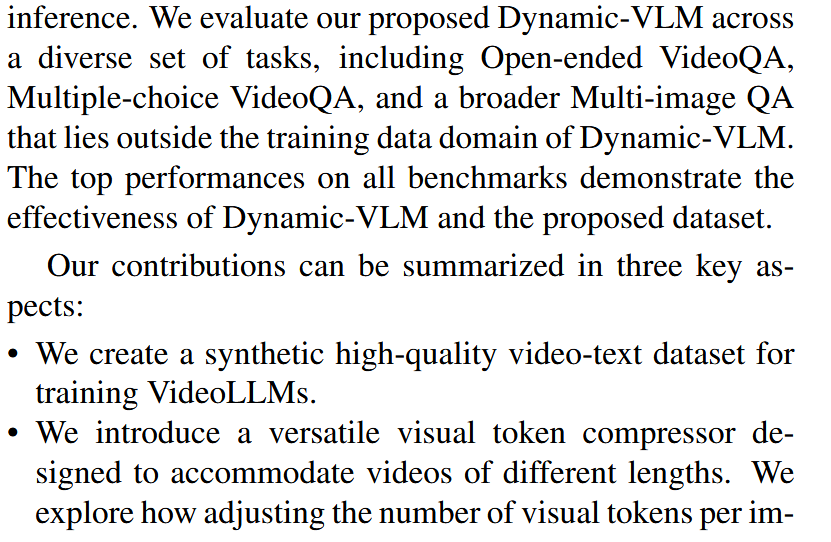 inference. We evaluate our proposed Dynamic-VLM across
a diverse set of tasks, including Open-ended VideoQA,
Multiple-choice VideoQA, and a broader Multi-image QA
that lies outside the training data domain of Dynamic-VLM.
The top performances on all benchmarks demonstrate the
effectiveness of Dynamic-VLM and the proposed dataset.
Our contributions can be summarized in three key as-
pects:
• We create a synthetic high-quality video-text dataset for
training VideoLLMs.
• We introduce a versatile visual token compressor de-
signed to accommodate videos of different lengths. We
explore how adjusting the number of visual tokens per im-